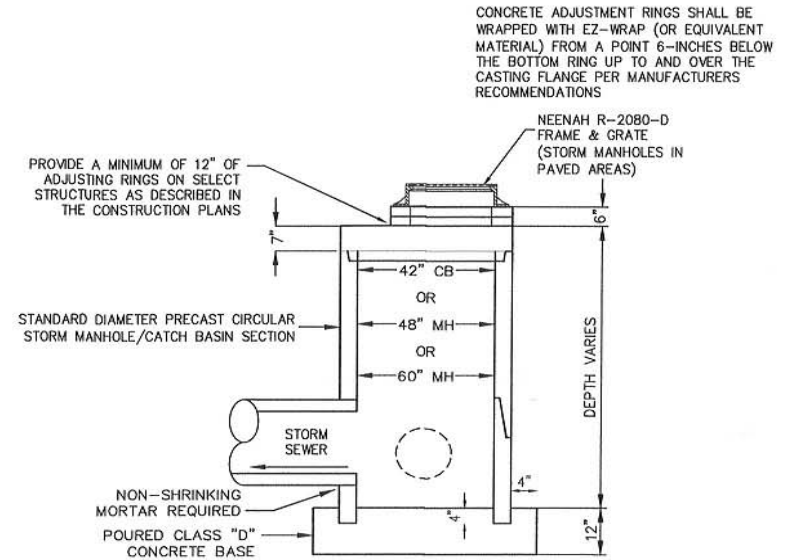 CONCRETE ADJUSTMENT RINGS SHALL BE
WRAPPED WITH EZ-WRAP (OR EQUIVALENT
MATERIAL) FROM A POINT 6-INCHES BELOW
THE BOTTOM RING UP TO AND OVER THE
CASTING FLANGE PER MANUFACTURERS
RECOMMENDATIONS
NEENAH R-2080-D
FRAME & GRATE
(STORM MANHOLES IN
PAVED AREAS)
PROVIDE A MINIMUM OF 12" OF
ADJUSTING RINGS ON SELECT
STRUCTURES AS DESCRIBED IN
THE CONSTRUCTION PLANS
6"
7"
42" CB
OR
48" MH
OR
60" MH
STANDARD DIAMETER PRECAST CIRCULAR
STORM MANHOLE/CATCH BASIN SECTION
DEPTH VARIES
STORM
SEWER
4"
NON-SHRINKING
MORTAR REQUIRED
4"
POURED CLASS "D"
CONCRETE BASE
12"